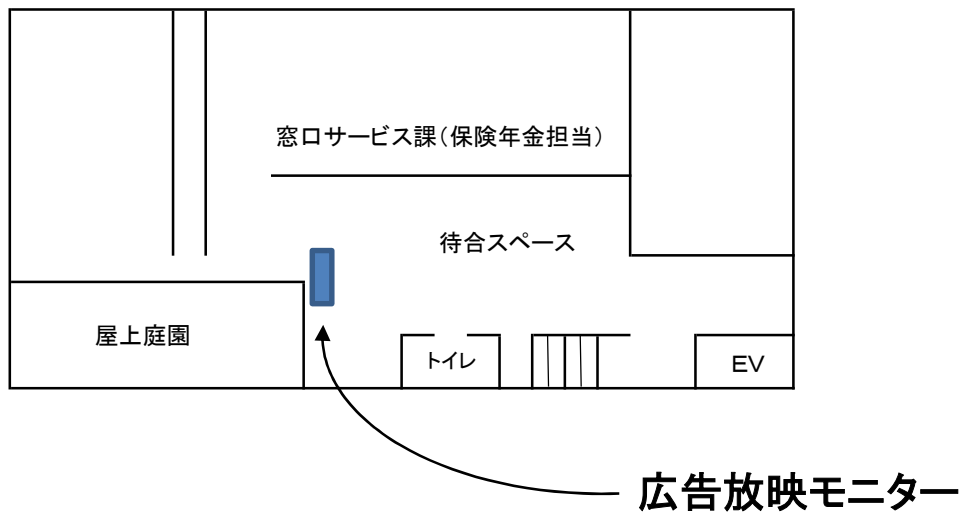 窓口サービス課（保険年金担当）
待合スペース
屋上庭園
トイレ
EV
広告放映モニター